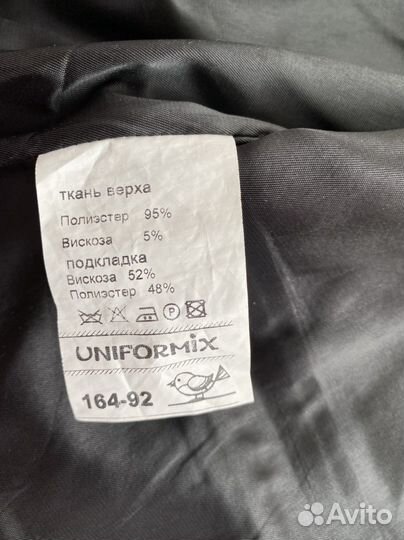 ткань верха
Полиэстер 95%
Вискоза 5%
подкладка
Вискоза 52%
Полиэстер 48%
P
UNIFORMIX
164-92
Avito